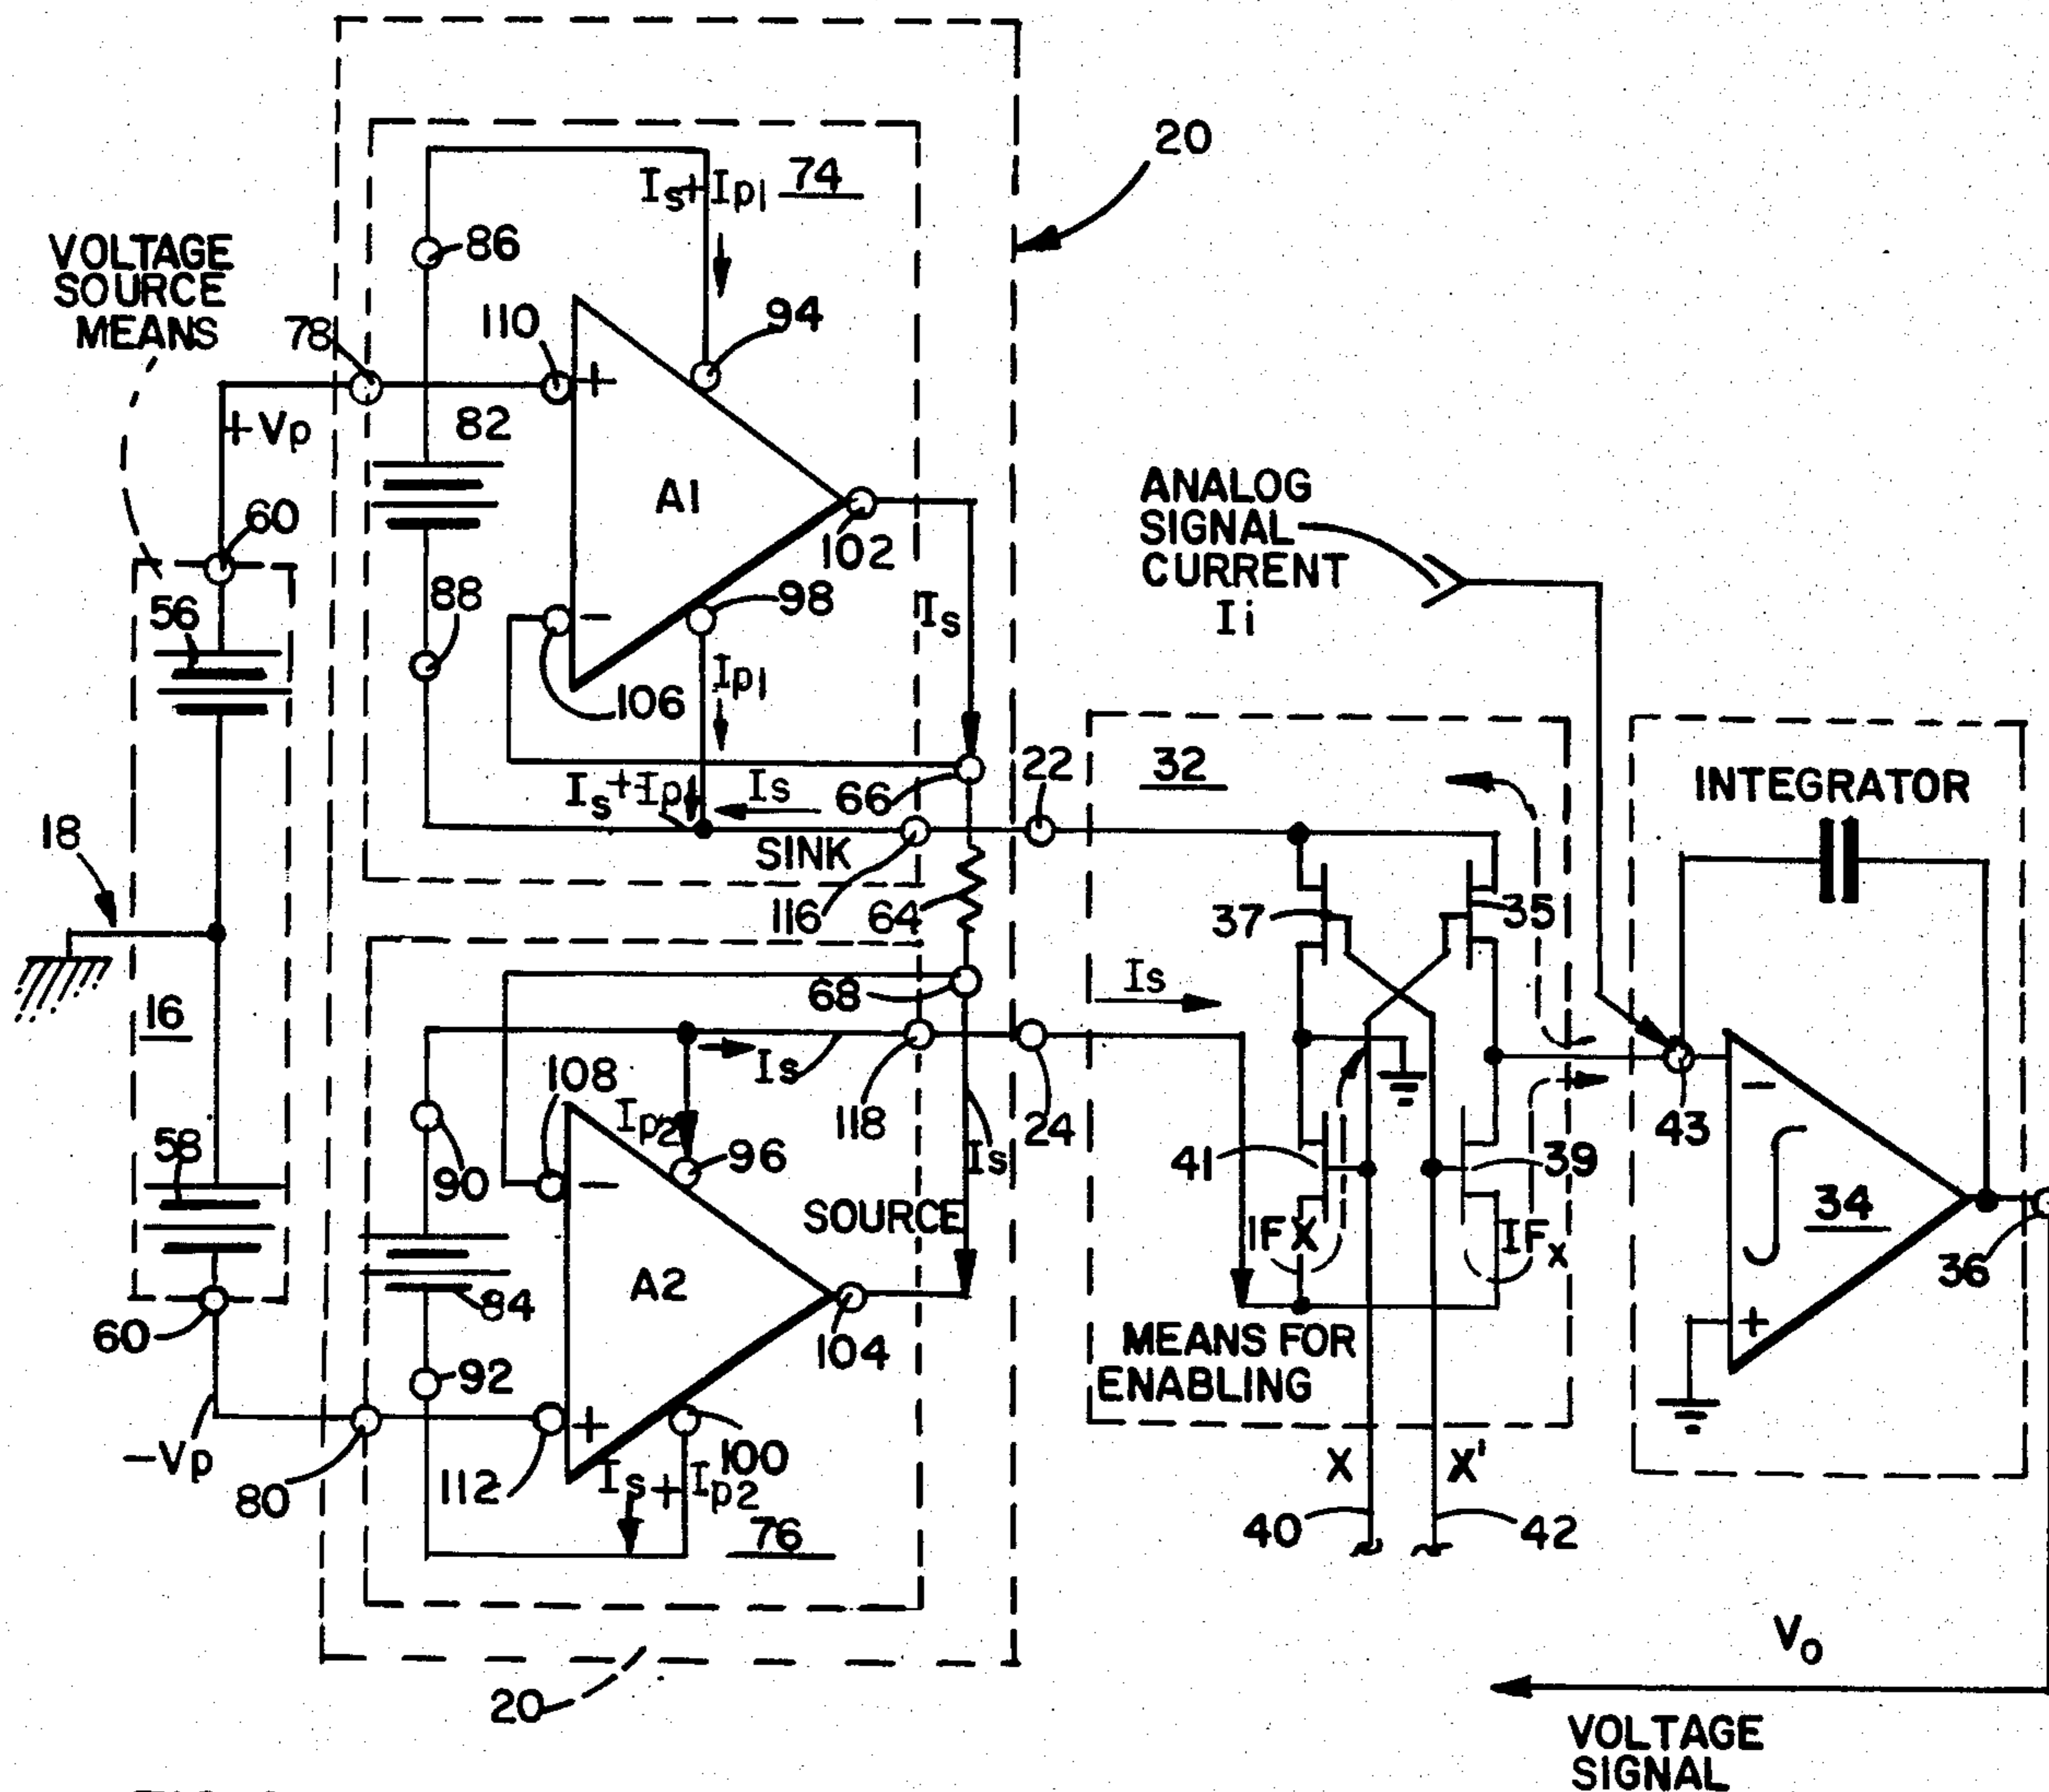 20
Is+Ip1 74
VOLTAGE
SOURCE
MEANS
86
78
110
94
+Vp
82
A1
60
102
ANALOG
SIGNAL
CURRENT
Ii
56
88
98
Is
106
Ip1
Is+Ip1
Is
66
22
32
INTEGRATOR
18
SINK
116
64
37
35
16
68
Is
Is
108
Ip2
118
24
43
58
90
96
Is
41
39
SOURCE
IFX
IFx
34
36
A2
84
60
92
104
MEANS FOR
ENABLING
-Vp
80
112
100
Is+Ip2
X
X'
76
40
42
20
Vo
VOLTAGE
SIGNAL
+
-
-
+
-
+